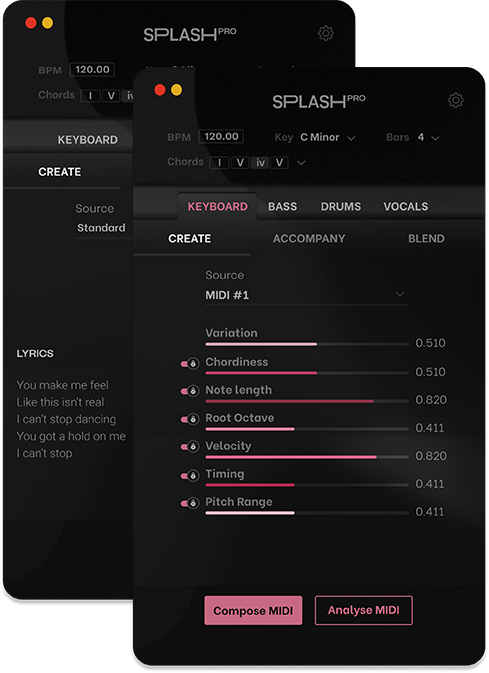 SPLASH PRO
BPM 120.00
Chords I V iv
KEYBOARD
CREATE
Source
Standard
LYRICS
You make me feel
Like this isn't real
I can't stop dancing
You got a hold on me
I can't stop
SPLASH PRO
BPM 120.00 Key C Minor Bars 4
Chords I V iv V
KEYBOARD BASS DRUMS VOCALS
CREATE ACCOMPANY BLEND
Source
MIDI #1
Variation 0.510
Chordiness 0.510
Note length 0.820
Root Octave 0.411
Velocity 0.820
Timing 0.411
Pitch Range 0.411
Compose MIDI Analyse MIDI